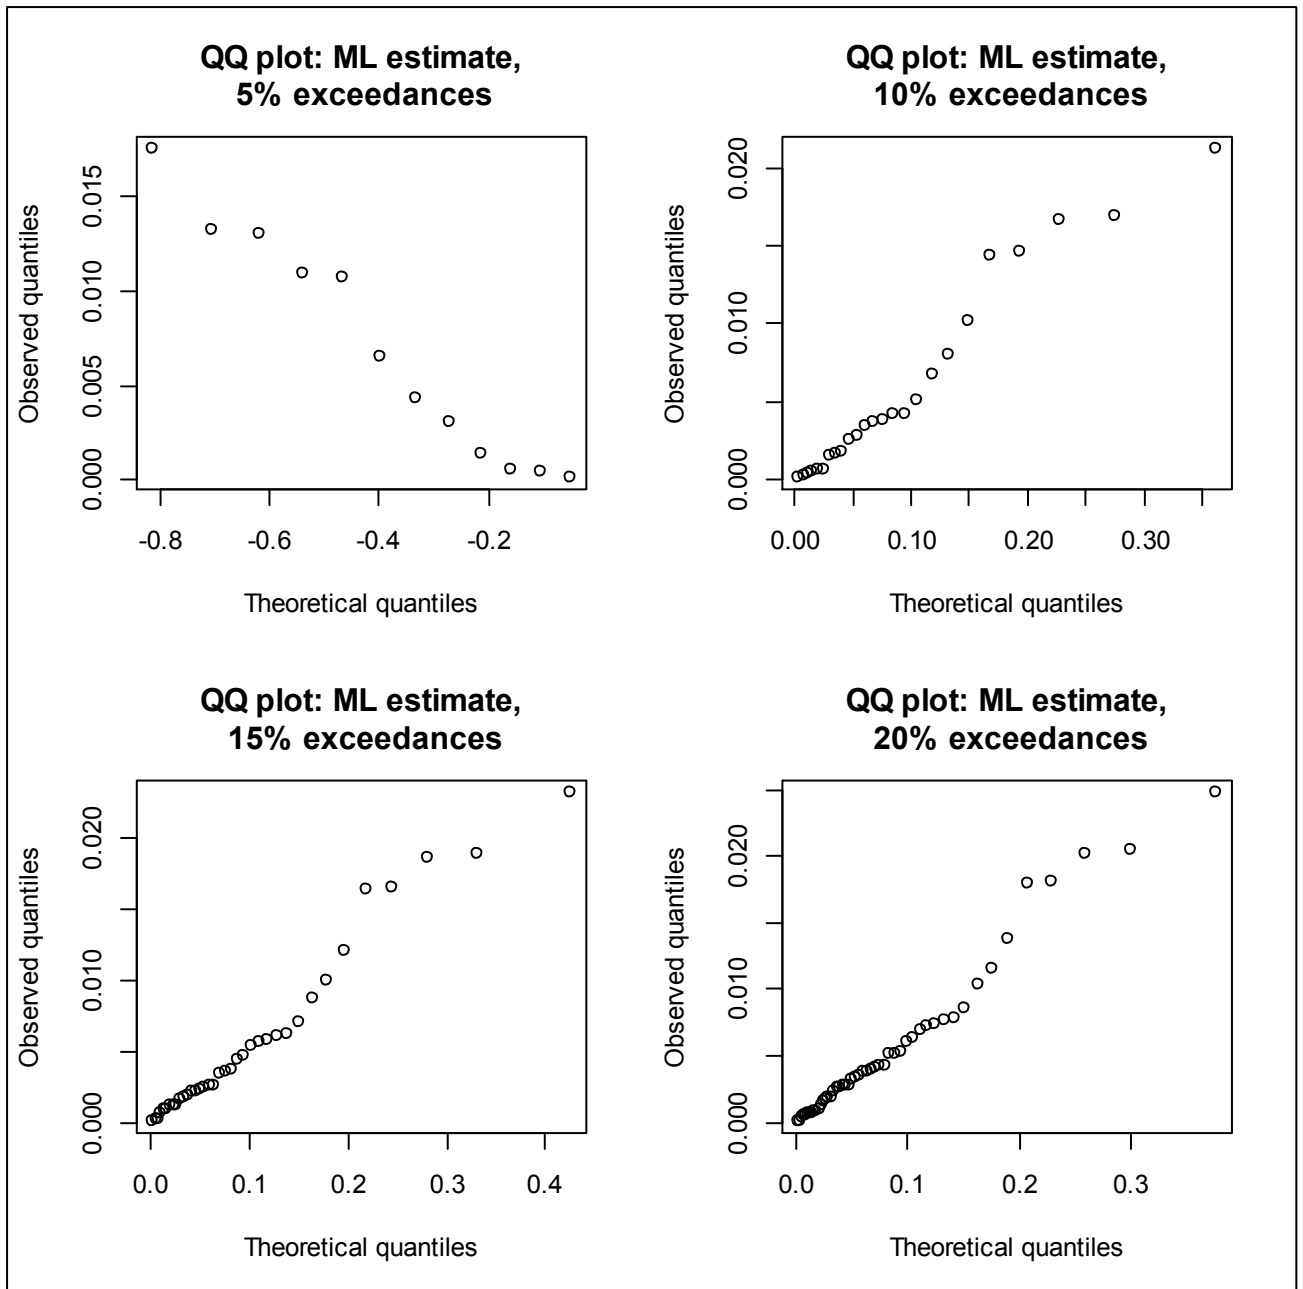 QQ plot: ML estimate,
5% exceedances
Observed quantiles
0.000 0.005 0.010 0.015
-0.8 -0.6 -0.4 -0.2
Theoretical quantiles
QQ plot: ML estimate,
10% exceedances
Observed quantiles
0.000 0.010 0.020
0.00 0.10 0.20 0.30
Theoretical quantiles
QQ plot: ML estimate,
15% exceedances
Observed quantiles
0.000 0.010 0.020
0.0 0.1 0.2 0.3 0.4
Theoretical quantiles
QQ plot: ML estimate,
20% exceedances
Observed quantiles
0.000 0.010 0.020
0.0 0.1 0.2 0.3
Theoretical quantiles